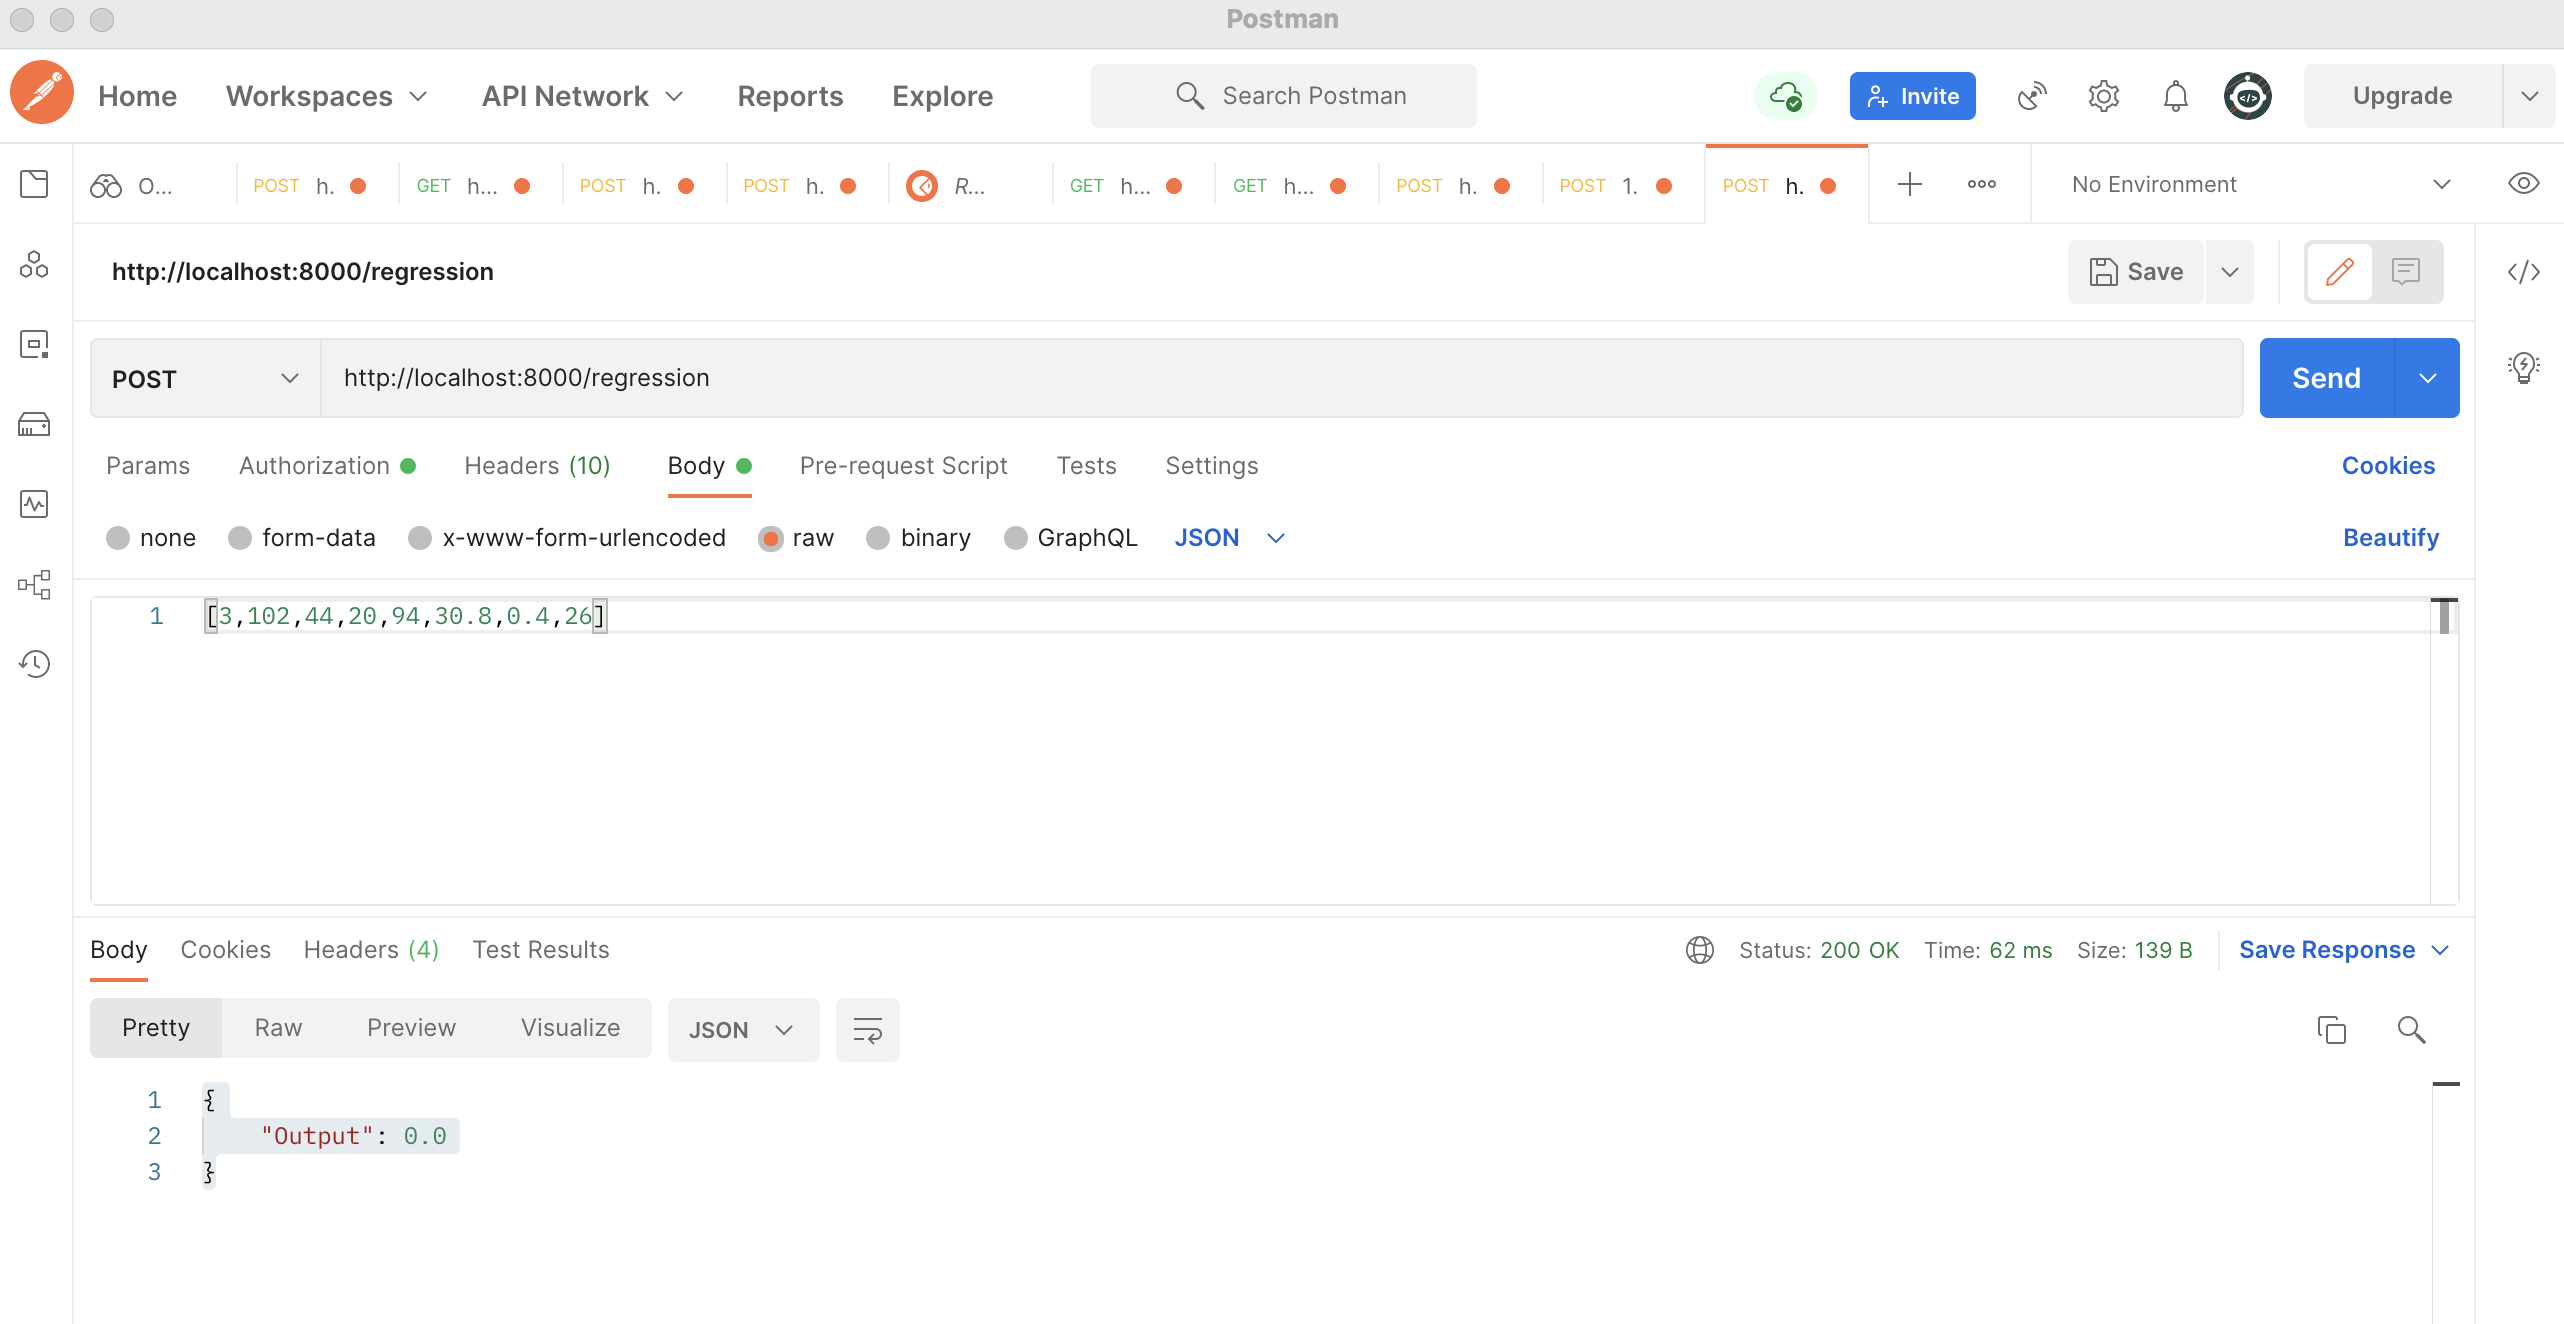 Postman
Home Workspaces API Network Reports Explore Search Postman Invite Upgrade
O... POST h. GET h... POST h. POST h. R... GET h... GET h... POST h. POST 1. POST h. No Environment
http://localhost:8000/regression Save
POST http://localhost:8000/regression Send
Params Authorization Headers (10) Body Pre-request Script Tests Settings Cookies
none form-data x-www-form-urlencoded raw binary GraphQL JSON Beautify
1 [3,102,44,20,94,30.8,0.4,26]
Body Cookies Headers (4) Test Results Status: 200 OK Time: 62 ms Size: 139 B Save Response
Pretty Raw Preview Visualize JSON
1 {
2 "Output": 0.0
3 }